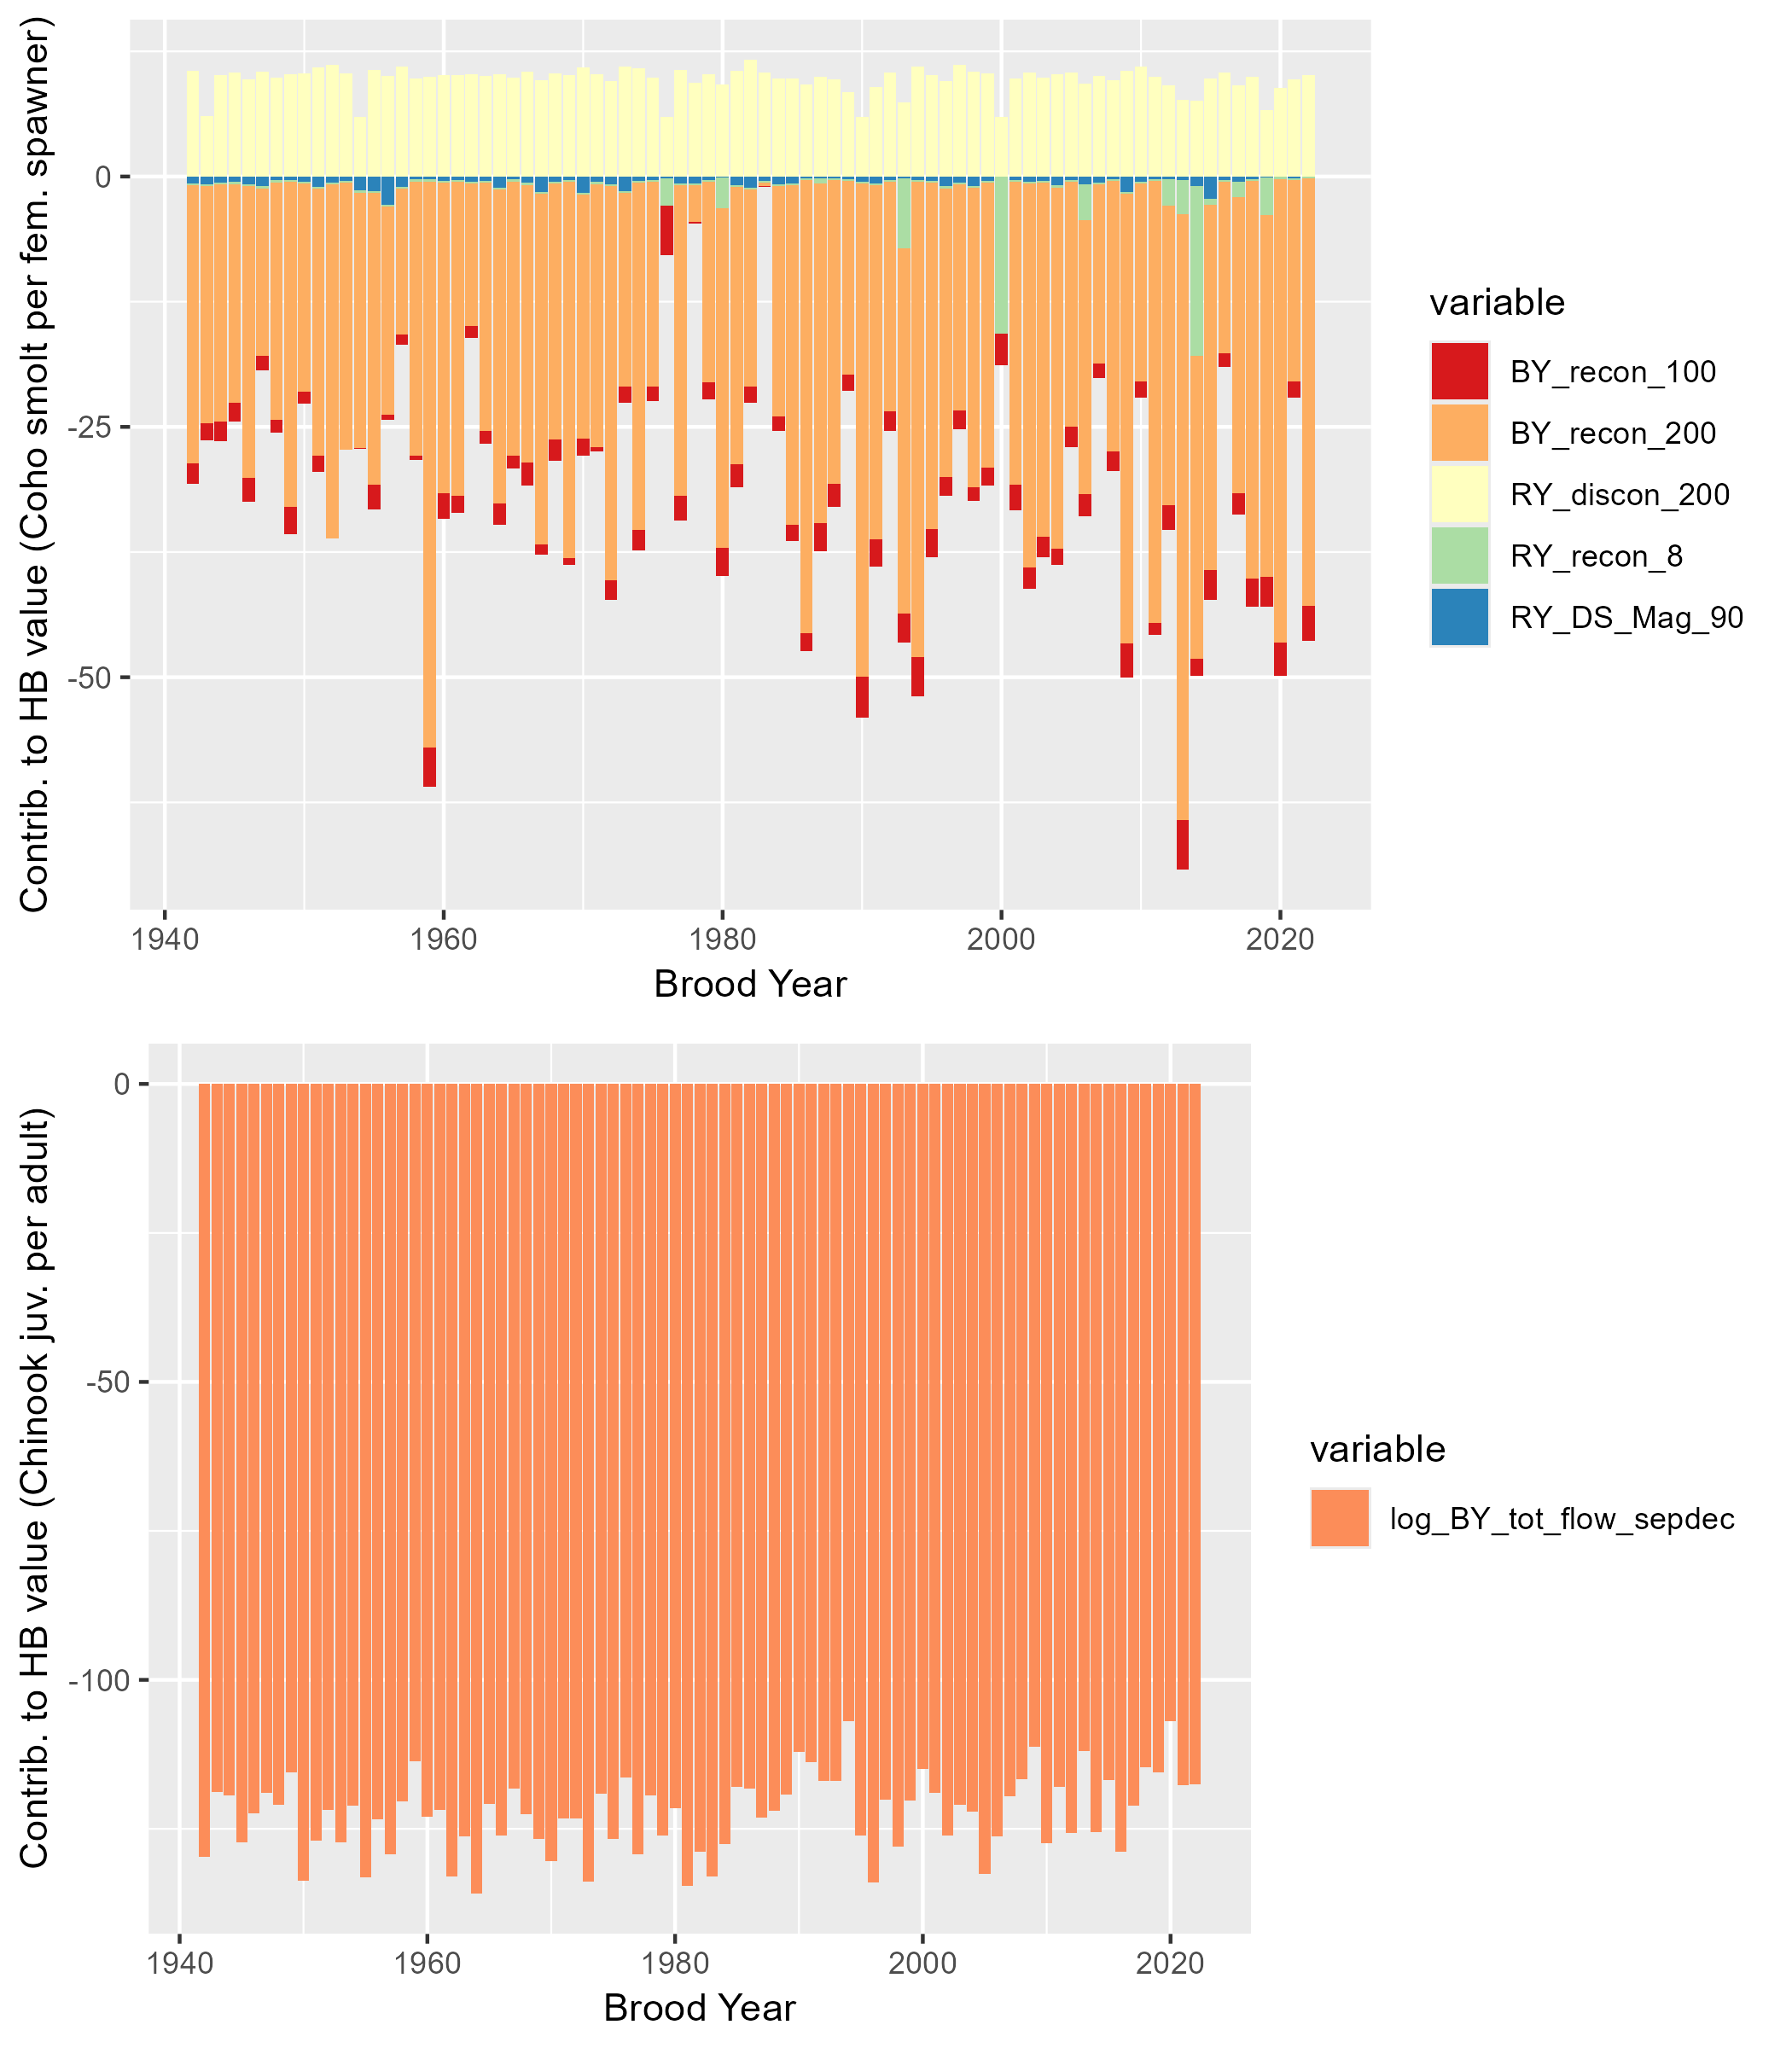 Contrib. to HB value (Coho smolt per fem. spawner)
0
-25
-50
1940 1960 1980 2000 2020
Brood Year
variable
BY_recon_100
BY_recon_200
RY_discon_200
RY_recon_8
RY_DS_Mag_90
Contrib. to HB value (Chinook juv. per adult)
0
-50
-100
1940 1960 1980 2000 2020
Brood Year
variable
log_BY_tot_flow_sepdec